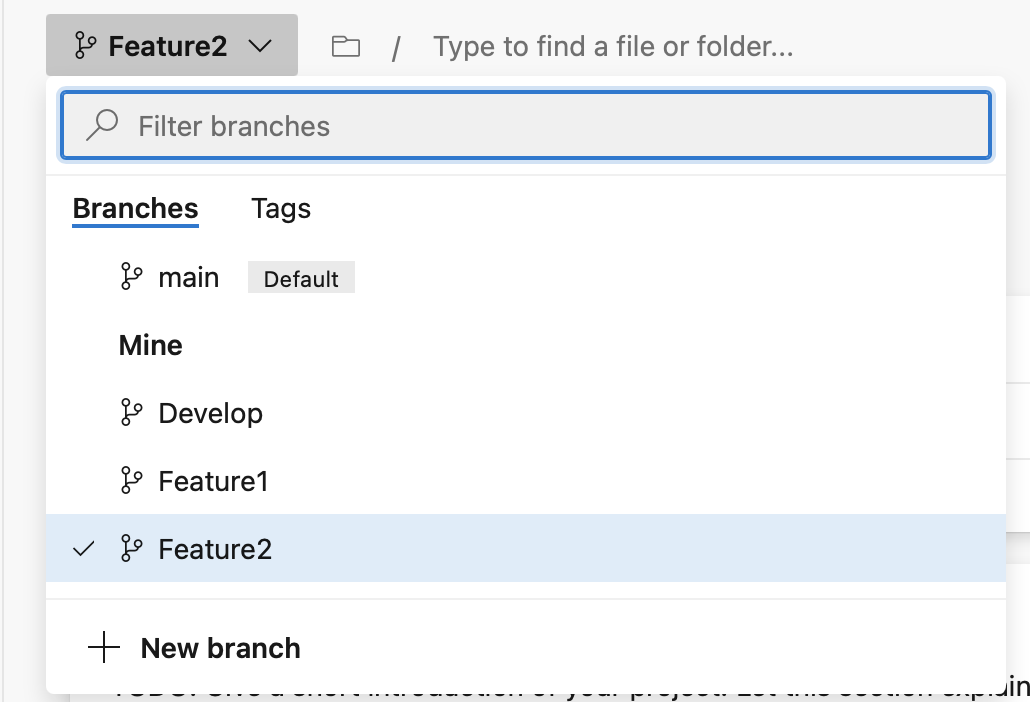 Feature2 / Type to find a file or folder...
Filter branches
Branches Tags
main Default
Mine
Develop
Feature1
Feature2
New branch